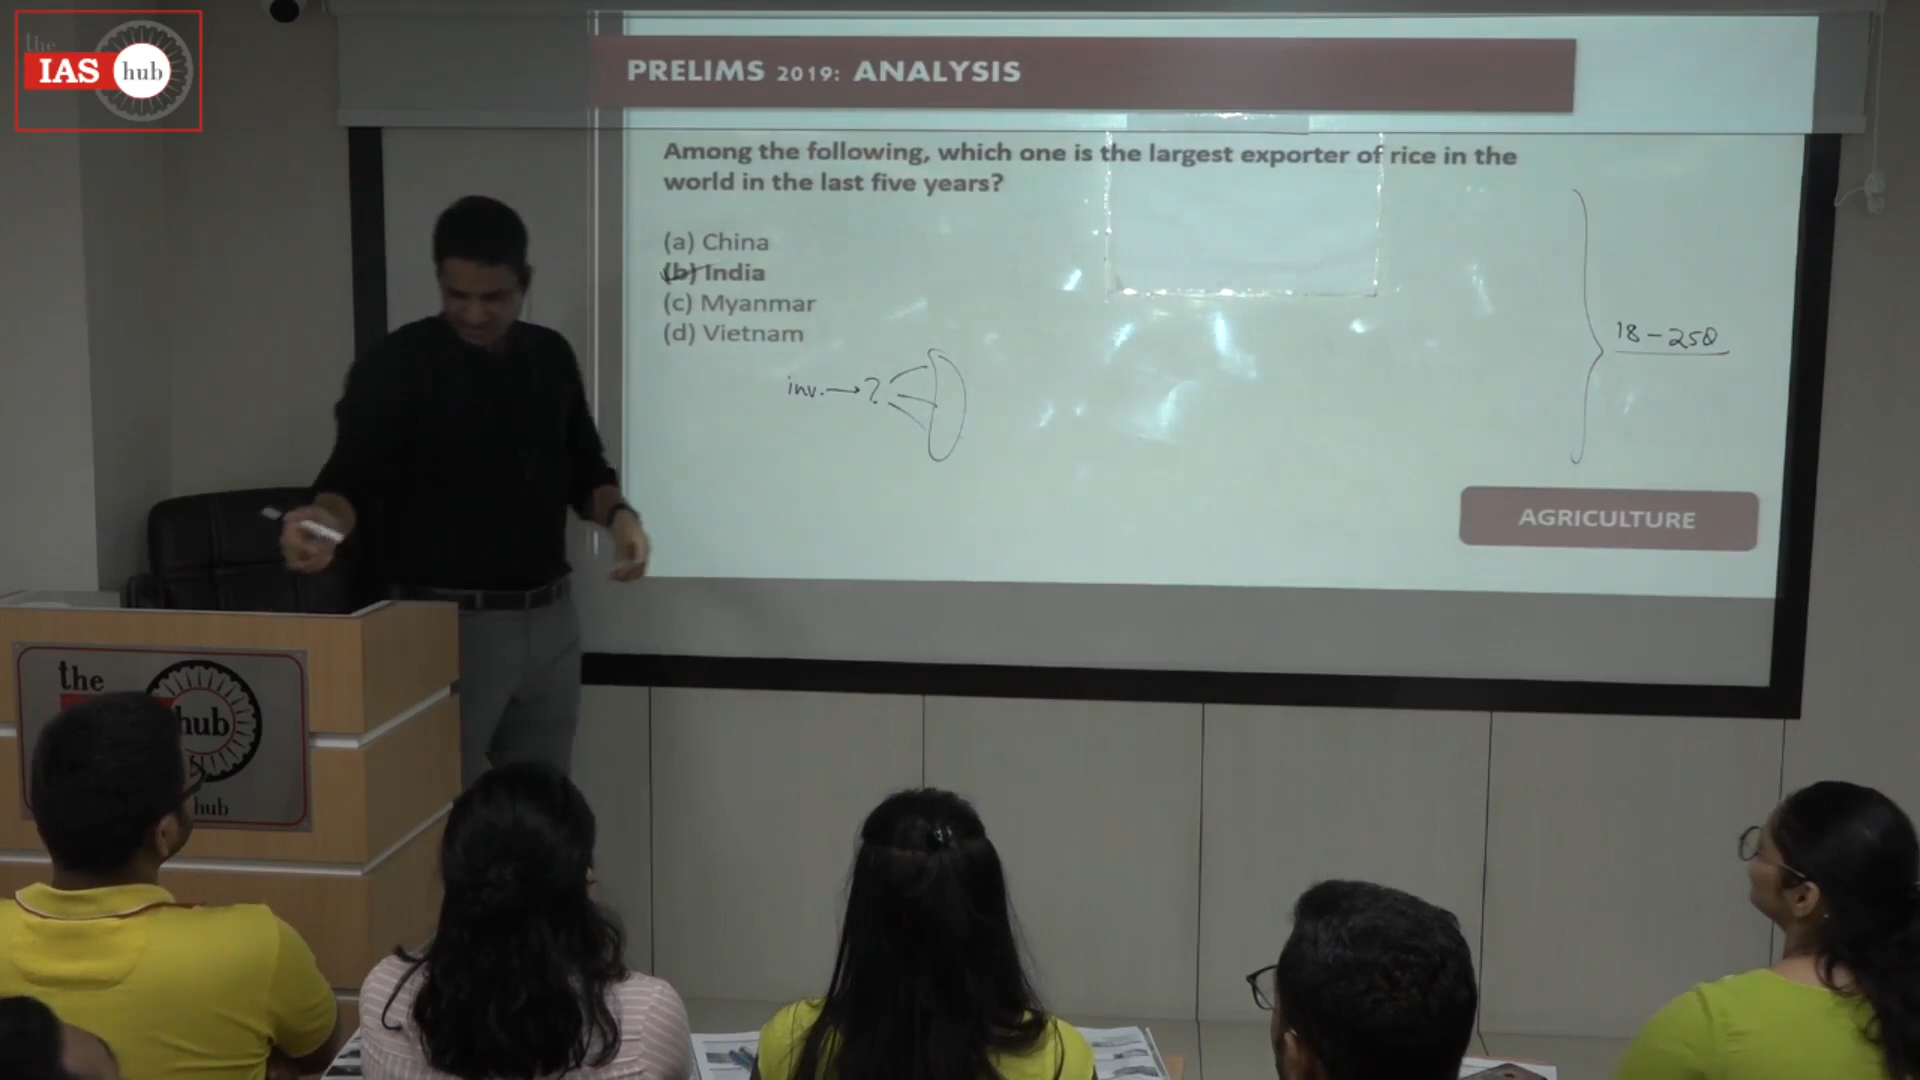 the
IAS hub
PRELIMS 2019: ANALYSIS
Among the following, which one is the largest exporter of rice in the
world in the last five years?
(a) China
(b) India
(c) Myanmar
(d) Vietnam
inv. → ?
18 - 25Q
AGRICULTURE
the
hub
hub